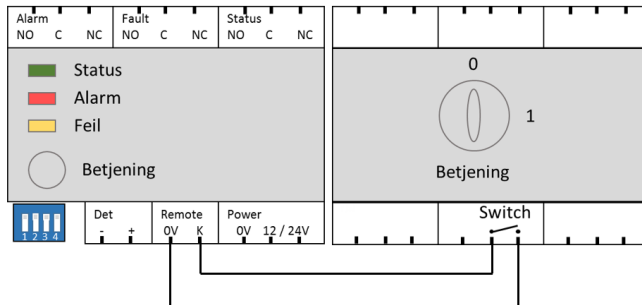 Alarm Fault Status
NO C NC NO C NC NO C NC
Status
Alarm
Feil
Betjening
0
1
Betjening
1 2 3 4
Det Remote Power
- + 0V K 0V 12 / 24V
Switch